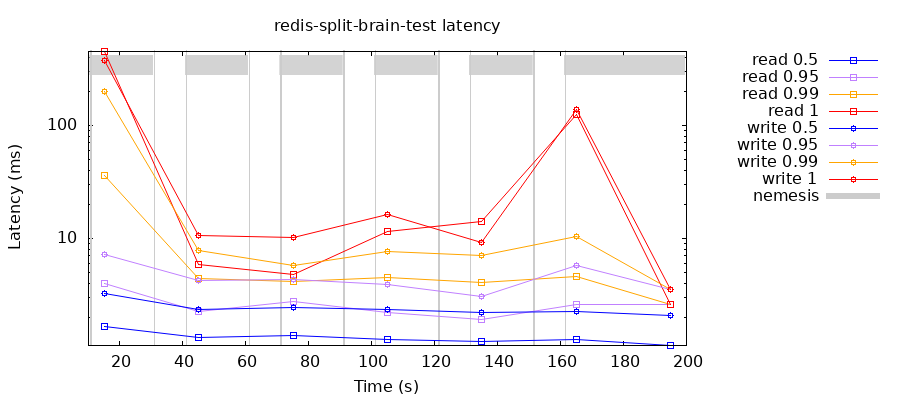 redis-split-brain-test latency
Latency (ms)
100
10
20 40 60 80 100 120 140 160 180 200
Time (s)
read 0.5
read 0.95
read 0.99
read 1
write 0.5
write 0.95
write 0.99
write 1
nemesis